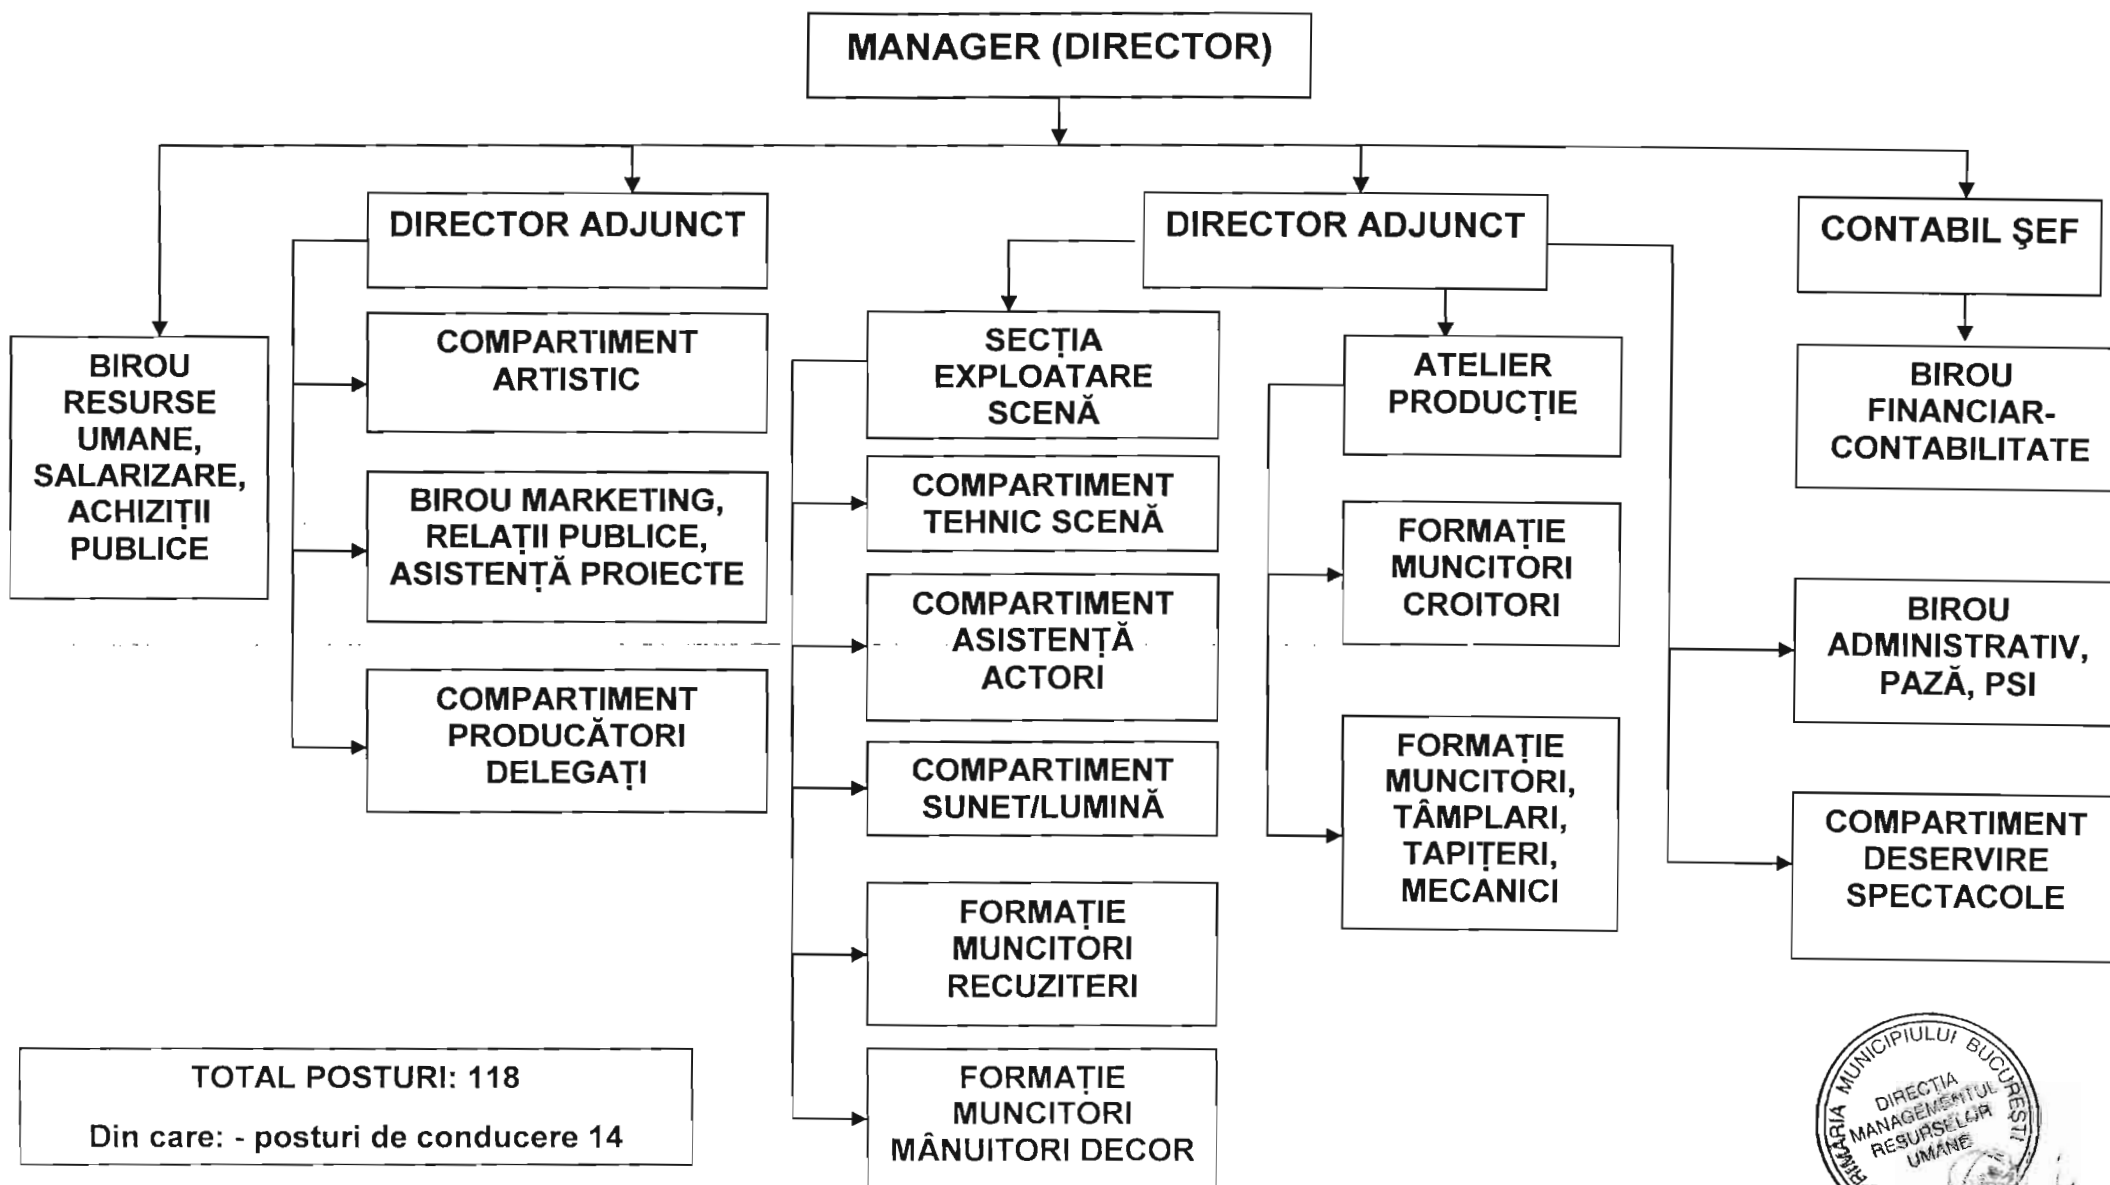 MANAGER (DIRECTOR)
DIRECTOR ADJUNCT
DIRECTOR ADJUNCT
CONTABIL ŞEF
BIROU
RESURSE
UMANE,
SALARIZARE,
ACHIZIȚII
PUBLICE
COMPARTIMENT
ARTISTIC
BIROU MARKETING,
RELAȚII PUBLICE,
ASISTENȚĂ PROIECTE
COMPARTIMENT
PRODUCĂTORI
DELEGAȚI
SECȚIA
EXPLOATARE
SCENĂ
COMPARTIMENT
TEHNIC SCENĂ
COMPARTIMENT
ASISTENȚĂ
ACTORI
COMPARTIMENT
SUNET/LUMINĂ
FORMAȚIE
MUNCITORI
RECUZITERI
FORMAȚIE
MUNCITORI
MÂNUITORI DECOR
ATELIER
PRODUCȚIE
FORMAȚIE
MUNCITORI
CROITORI
FORMAȚIE
MUNCITORI,
TÂMPLARI,
TAPIȚERI,
MECANICI
BIROU
FINANCIAR-
CONTABILITATE
BIROU
ADMINISTRATIV,
PAZĂ, PSI
COMPARTIMENT
DESERVIRE
SPECTACOLE
TOTAL POSTURI: 118
Din care: - posturi de conducere 14
MUNICIPIULUI BUCUREȘTI
DIRECȚIA
MANAGEMENTUL
RESURSELOR
UMANE